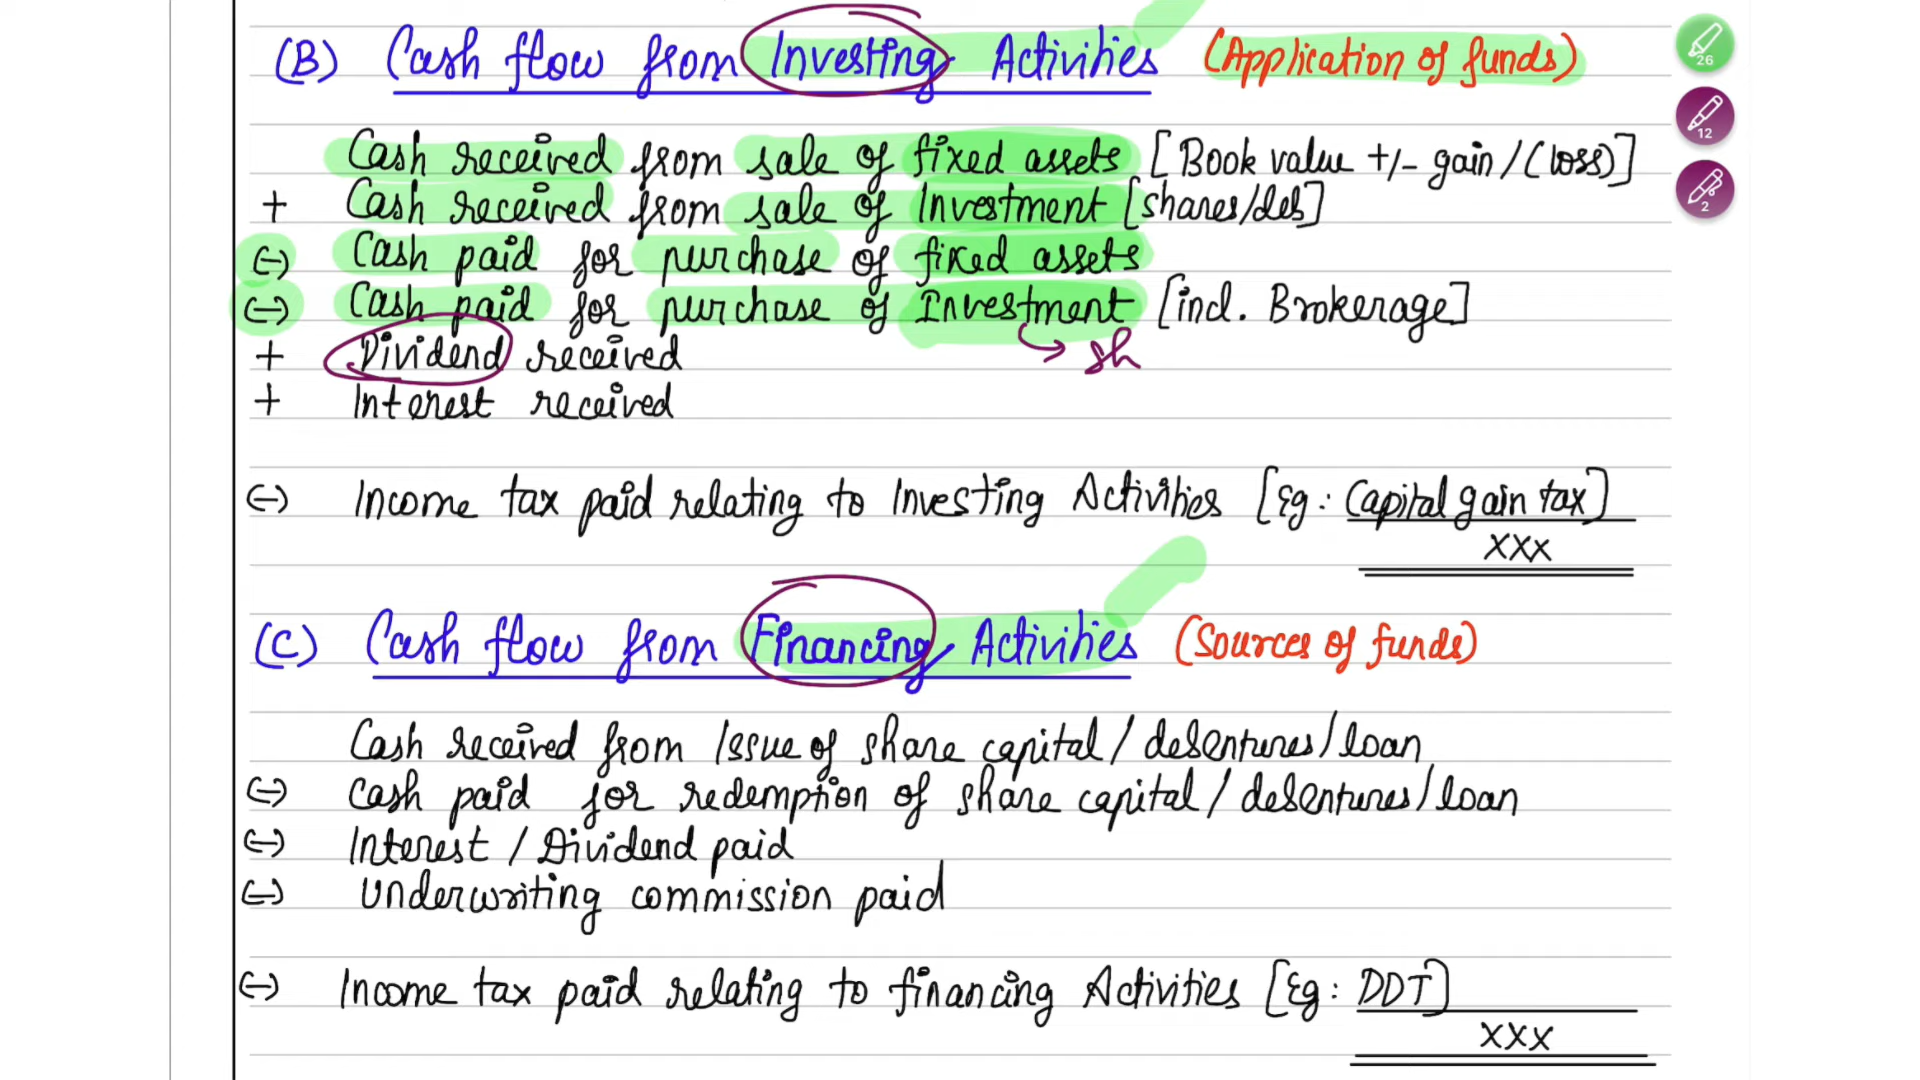 (B) Cash flow from Investing Activities (Application of funds)
Cash received from sale of fixed assets [Book value +/- gain/(loss)]
+ Cash received from sale of Investment [shares/deb]
(-) Cash paid for purchase of fixed assets
(-) Cash paid for purchase of Investment [incl. Brokerage]
→ sh
+ Dividend received
+ Interest received
(-) Income tax paid relating to Investing Activities [Eg: Capital gain tax]
XXX
(C) Cash flow from Financing Activities (Sources of funds)
Cash received from Issue of share capital/debentures/loan
(-) Cash paid for redemption of share capital/debentures/loan
(-) Interest/Dividend paid
(-) Underwriting commission paid
(-) Income tax paid relating to financing Activities [Eg: DDT]
XXX
26
12
2